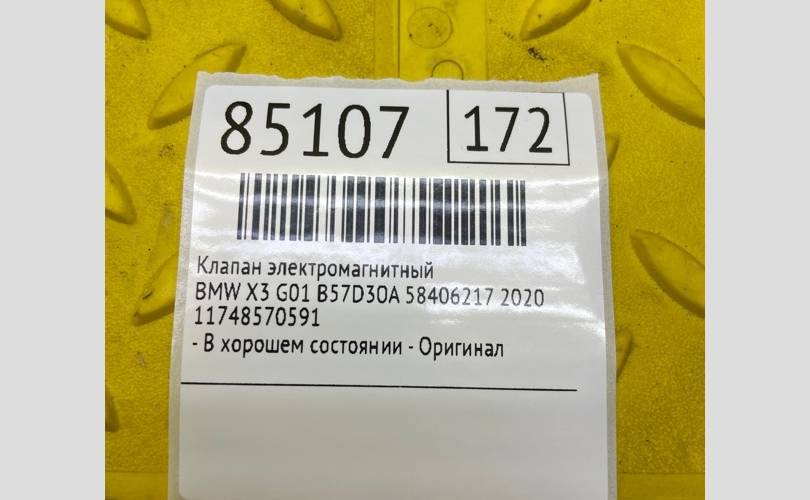 85107 172
Клапан электромагнитный
BMW X3 G01 B57D30A 58406217 2020
11748570591
- В хорошем состоянии - Оригинал